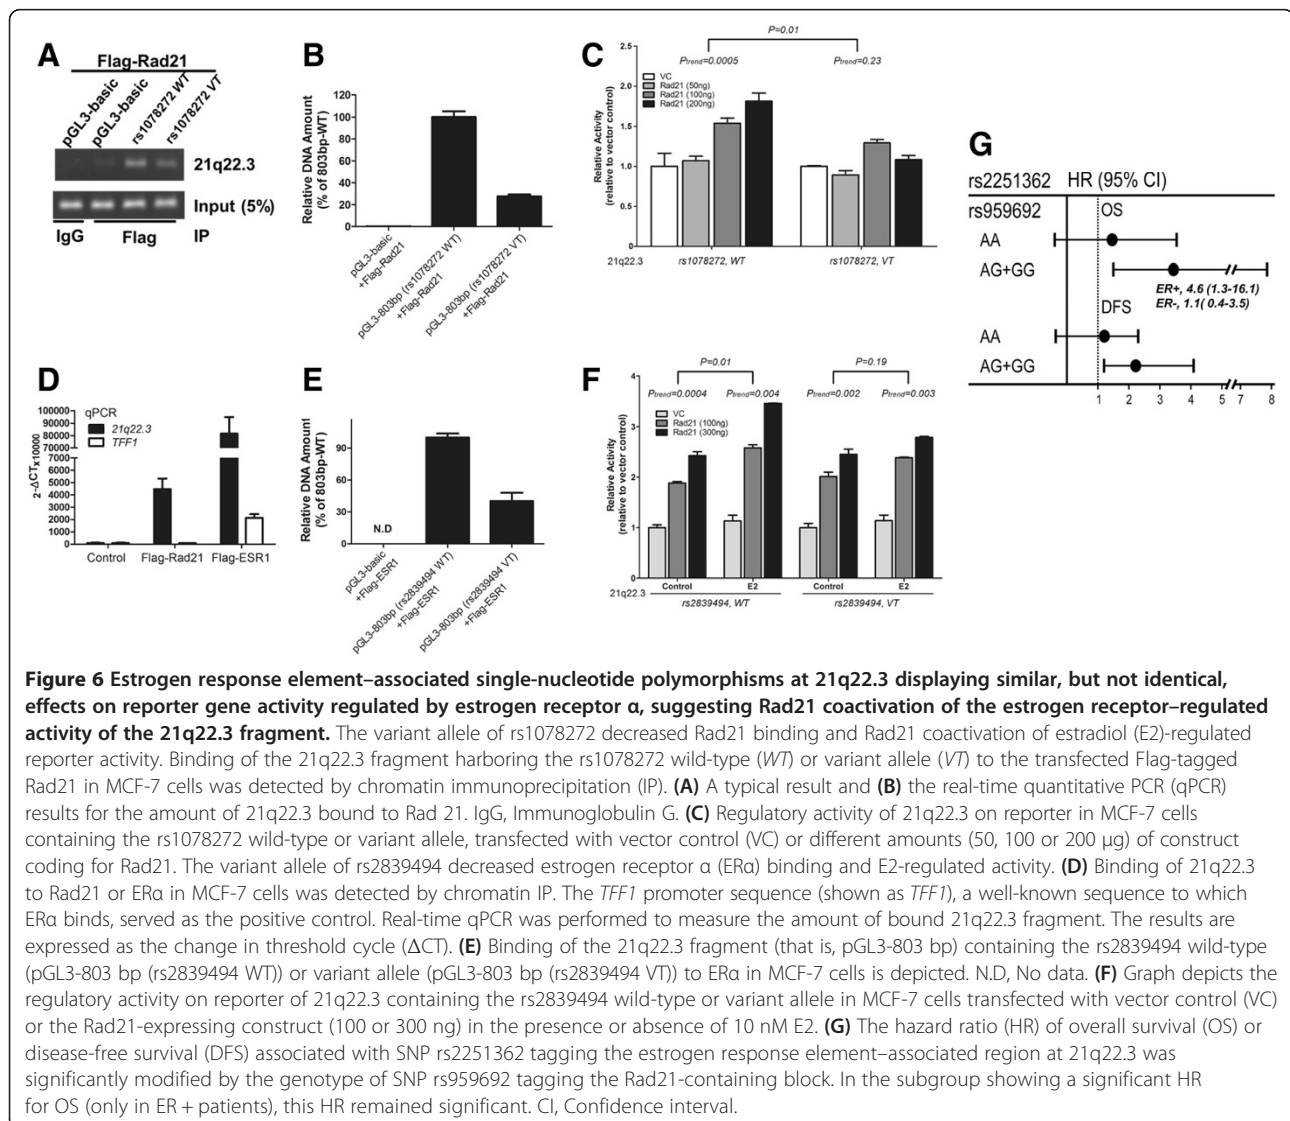 A
Flag-Rad21
pGL3-basic
pGL3-basic
rs1078272 WT
rs1078272 VT
21q22.3
Input (5%)
IgG
Flag
IP
B
Relative DNA Amount
(% of 803bp-WT)
120
100
80
60
40
20
0
pGL3-basic
+Flag-Rad21
pGL3-803bp (rs1078272 WT)
+Flag-Rad21
pGL3-803bp (rs1078272 VT)
+Flag-Rad21
C
Relative Activity
(relative to vector control)
2.5
2.0
1.5
1.0
0.5
0
P=0.01
Ptrend=0.0005
Ptrend=0.23
VC
Rad21 (50ng)
Rad21 (100ng)
Rad21 (200ng)
21q22.3
rs1078272, WT
rs1078272, VT
G
rs2251362
HR (95% CI)
rs959692
OS
AA
AG+GG
ER+, 4.6 (1.3-16.1)
ER-, 1.1( 0.4-3.5)
DFS
AA
AG+GG
1 2 3 4 5 7 8
D
2-ΔCTx10000
qPCR
21q22.3
TFF1
100000
90000
80000
70000
7000
6000
5000
4000
3000
2000
1000
0
Control
Flag-Rad21
Flag-ESR1
E
Relative DNA Amount
(% of 803bp-WT)
90
60
30
0
N.D
pGL3-basic
+Flag-ESR1
pGL3-803bp (rs2839494 WT)
+Flag-ESR1
pGL3-803bp (rs2839494 VT)
+Flag-ESR1
F
Relative Activity
(relative to vector control)
4
3
2
1
0
P=0.01
P=0.19
Ptrend=0.0004
Ptrend=0.004
Ptrend=0.002
Ptrend=0.003
VC
Rad21 (100ng)
Rad21 (300ng)
Control
E2
Control
E2
21q22.3
rs2839494, WT
rs2839494, VT
Figure 6 Estrogen response element–associated single-nucleotide polymorphisms at 21q22.3 displaying similar, but not identical,
effects on reporter gene activity regulated by estrogen receptor α, suggesting Rad21 coactivation of the estrogen receptor–regulated
activity of the 21q22.3 fragment. The variant allele of rs1078272 decreased Rad21 binding and Rad21 coactivation of estradiol (E2)-regulated
reporter activity. Binding of the 21q22.3 fragment harboring the rs1078272 wild-type (WT) or variant allele (VT) to the transfected Flag-tagged
Rad21 in MCF-7 cells was detected by chromatin immunoprecipitation (IP). (A) A typical result and (B) the real-time quantitative PCR (qPCR)
results for the amount of 21q22.3 bound to Rad 21. IgG, Immunoglobulin G. (C) Regulatory activity of 21q22.3 on reporter in MCF-7 cells
containing the rs1078272 wild-type or variant allele, transfected with vector control (VC) or different amounts (50, 100 or 200 μg) of construct
coding for Rad21. The variant allele of rs2839494 decreased estrogen receptor α (ERα) binding and E2-regulated activity. (D) Binding of 21q22.3
to Rad21 or ERα in MCF-7 cells was detected by chromatin IP. The TFF1 promoter sequence (shown as TFF1), a well-known sequence to which
ERα binds, served as the positive control. Real-time qPCR was performed to measure the amount of bound 21q22.3 fragment. The results are
expressed as the change in threshold cycle (ΔCT). (E) Binding of the 21q22.3 fragment (that is, pGL3-803 bp) containing the rs2839494 wild-type
(pGL3-803 bp (rs2839494 WT)) or variant allele (pGL3-803 bp (rs2839494 VT)) to ERα in MCF-7 cells is depicted. N.D, No data. (F) Graph depicts the
regulatory activity on reporter of 21q22.3 containing the rs2839494 wild-type or variant allele in MCF-7 cells transfected with vector control (VC)
or the Rad21-expressing construct (100 or 300 ng) in the presence or absence of 10 nM E2. (G) The hazard ratio (HR) of overall survival (OS) or
disease-free survival (DFS) associated with SNP rs2251362 tagging the estrogen response element–associated region at 21q22.3 was
significantly modified by the genotype of SNP rs959692 tagging the Rad21-containing block. In the subgroup showing a significant HR
for OS (only in ER + patients), this HR remained significant. CI, Confidence interval.